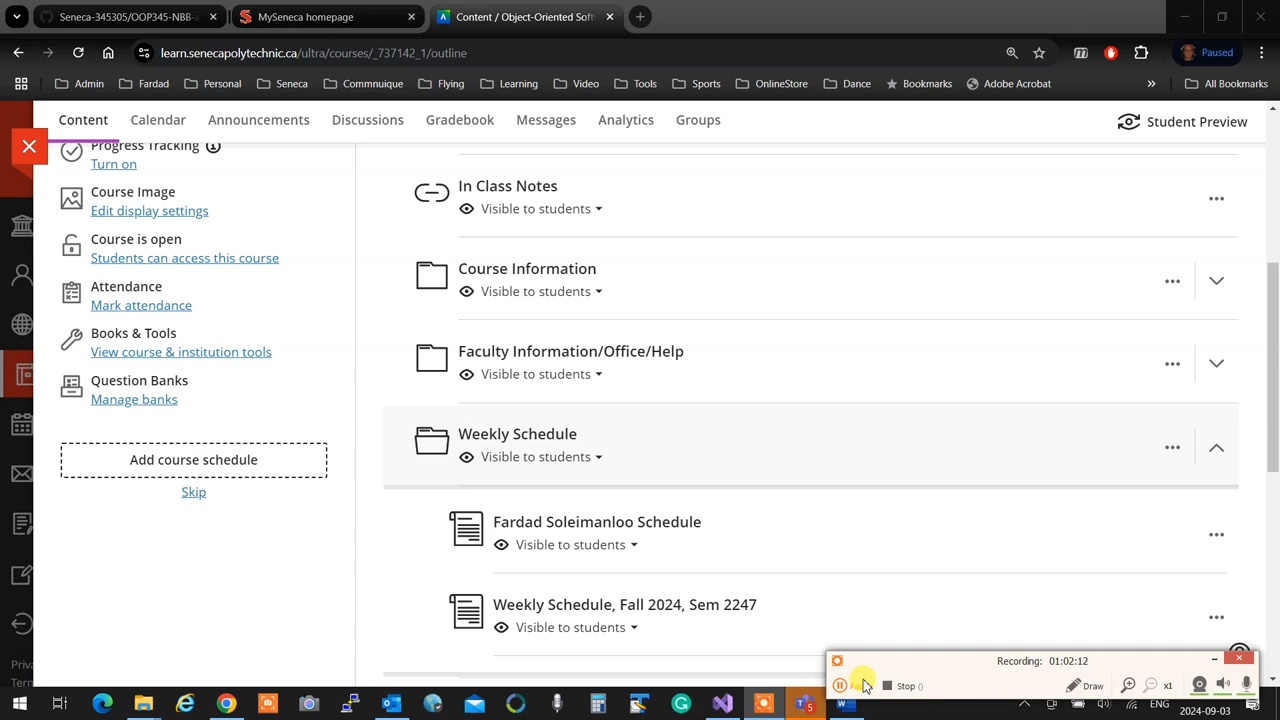 Seneca-345305/OOP345-NBB-
MySeneca homepage
Content / Object-Oriented Soft
learn.senecapolytechnic.ca/ultra/courses/_737142_1/outline
Paused
Admin
Fardad
Personal
Seneca
Commnuique
Flying
Learning
Video
Tools
Sports
OnlineStore
Dance
Bookmarks
Adobe Acrobat
All Bookmarks
Content
Calendar
Announcements
Discussions
Gradebook
Messages
Analytics
Groups
Student Preview
Progress Tracking
Turn on
Course Image
Edit display settings
Course is open
Students can access this course
Attendance
Mark attendance
Books & Tools
View course & institution tools
Question Banks
Manage banks
Add course schedule
Skip
In Class Notes
Visible to students
Course Information
Visible to students
Faculty Information/Office/Help
Visible to students
Weekly Schedule
Visible to students
Fardad Soleimanloo Schedule
Visible to students
Weekly Schedule, Fall 2024, Sem 2247
Visible to students
Recording: 01:02:12
Stop ()
Draw
x1
ENG
2024-09-03